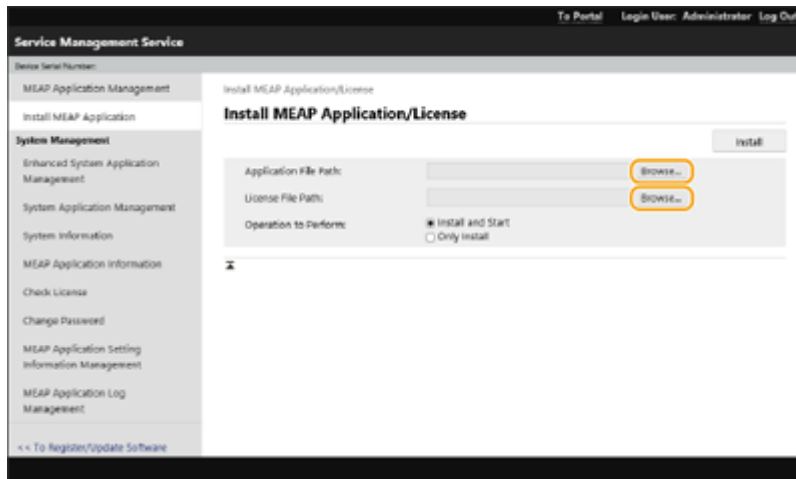 To Portal Login User: Administrator Log Out
Service Management Service
Device Serial Number:
MEAP Application Management
Install MEAP Application
System Management
Enhanced System Application
Management
System Application Management
System Information
MEAP Application Information
Check License
Change Password
MEAP Application Setting
Information Management
MEAP Application Log
Management
<< To Register/Update Software
Install MEAP Application/License
Install MEAP Application/License
Install
Application File Path: Browse...
License File Path: Browse...
Operation to Perform: Install and Start
Only Install